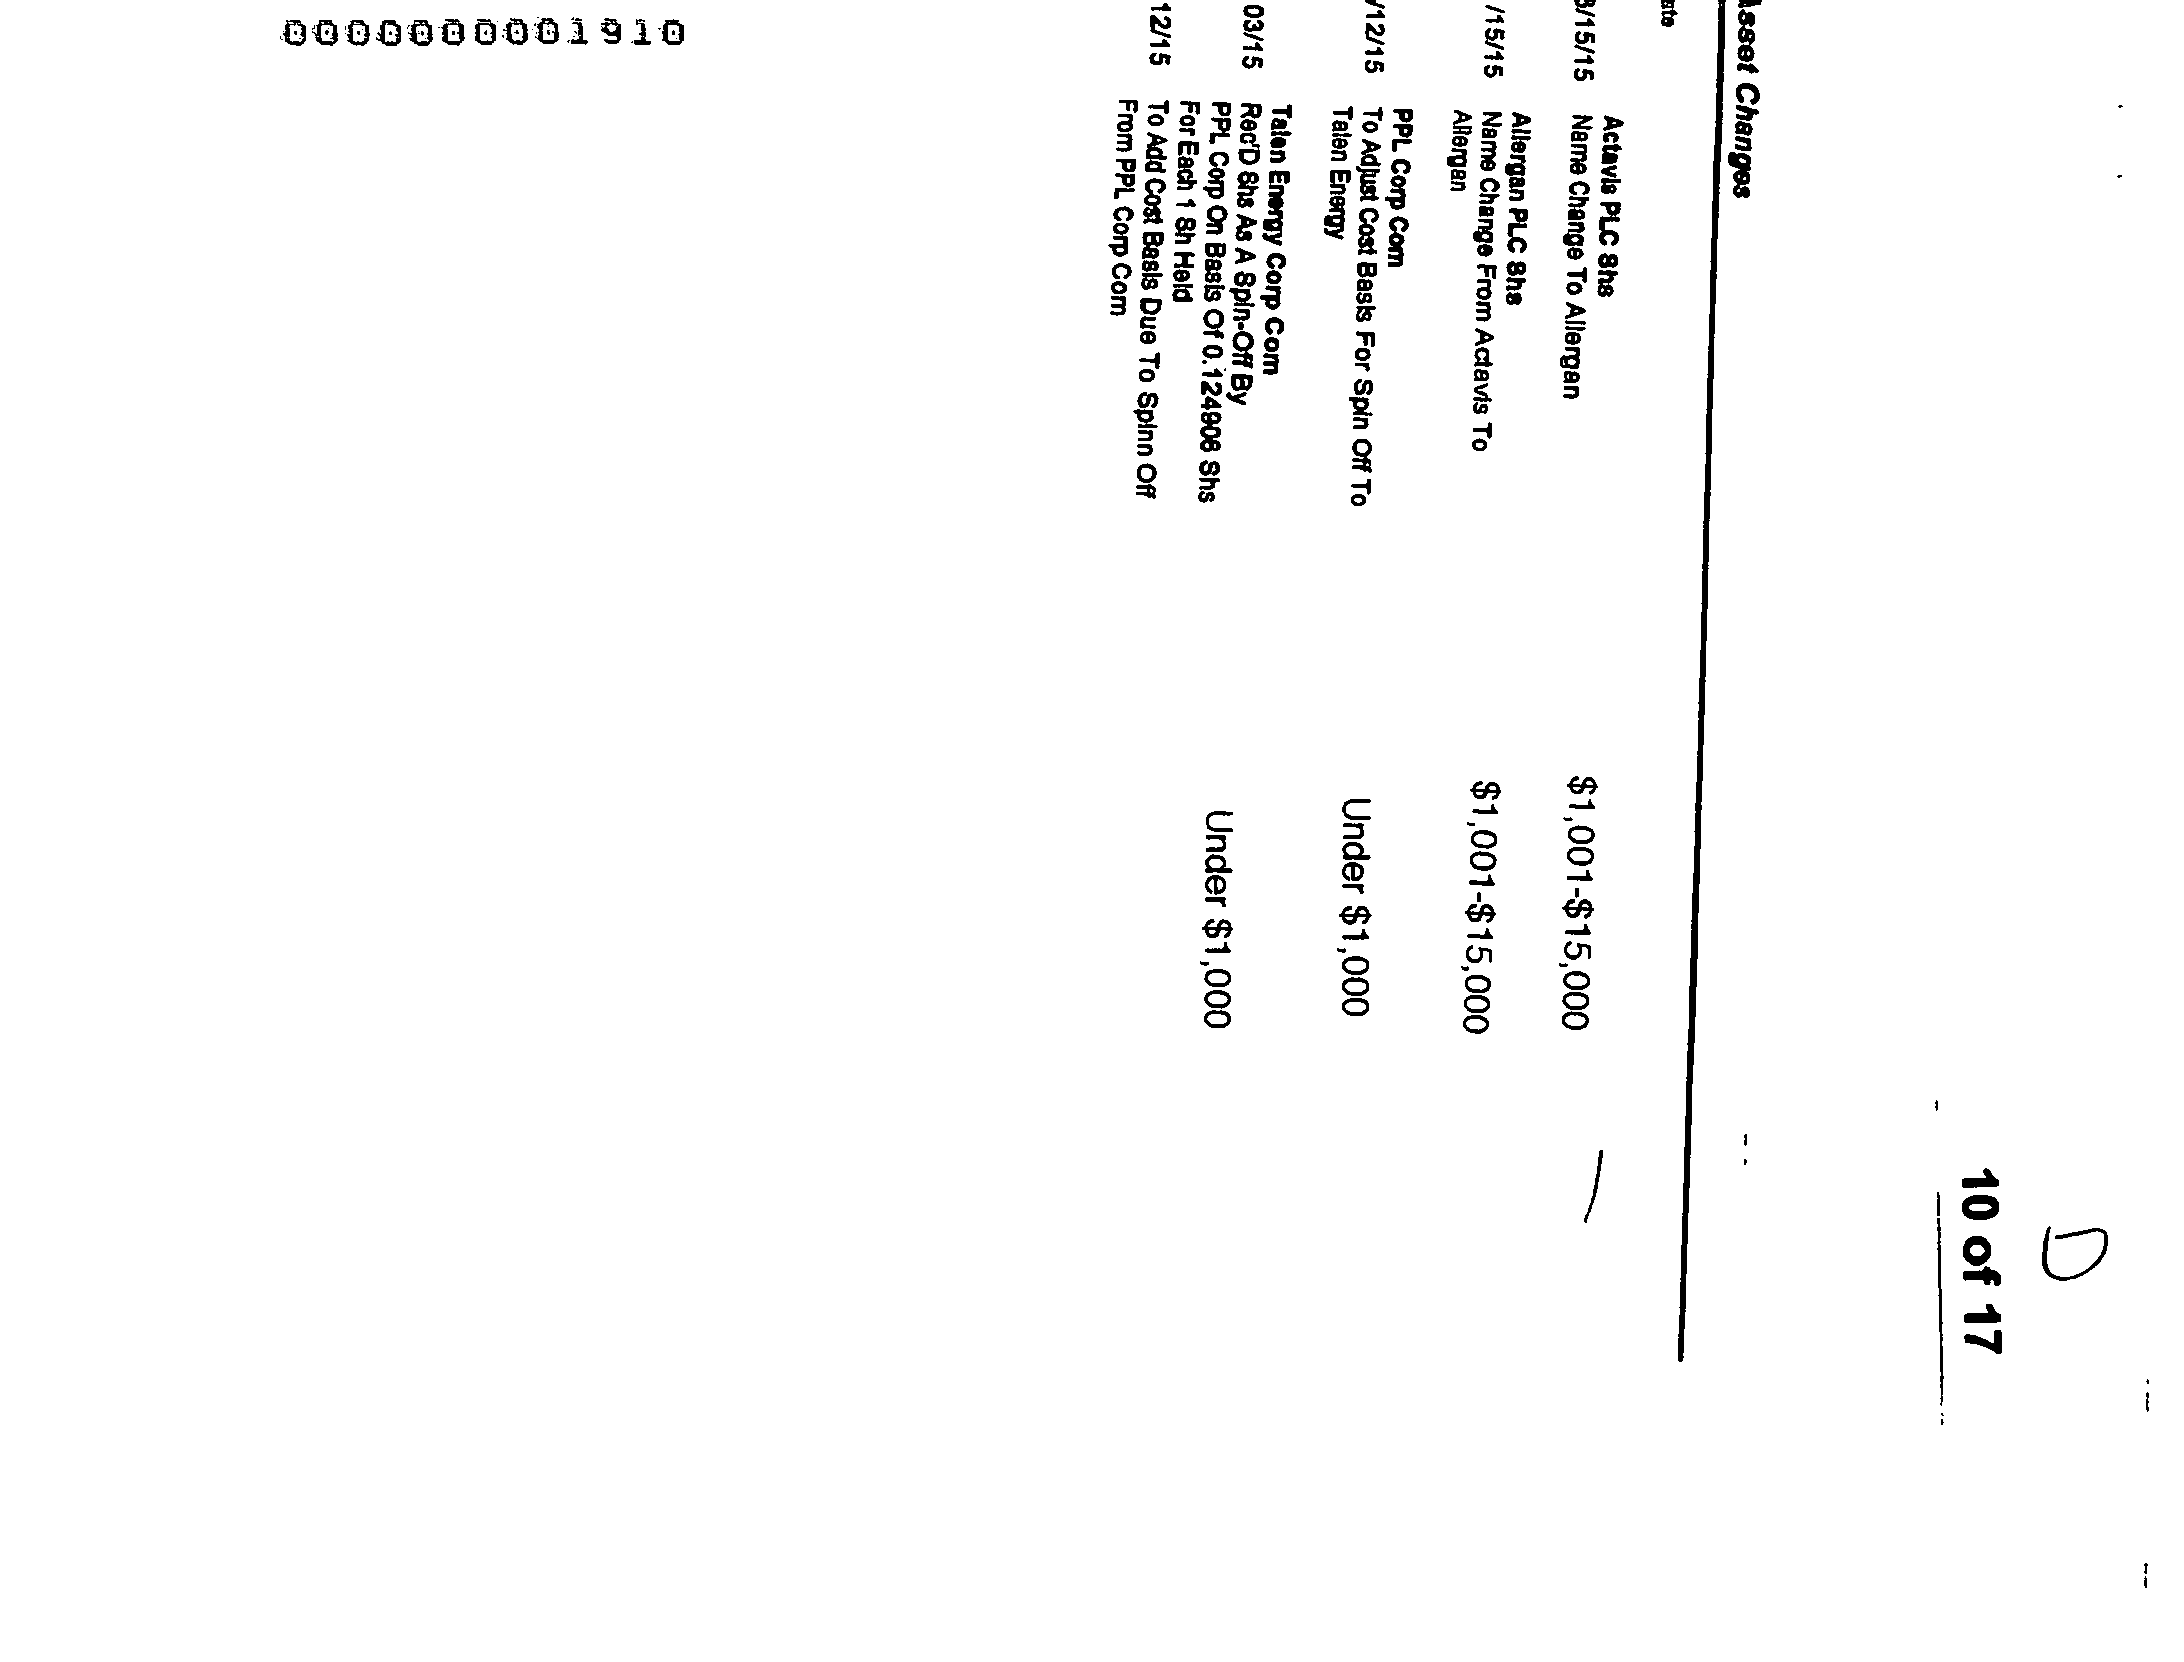 D
10 of 17
Asset Changes
ate
Actavis PLC Shs
3/15/15 Name Change To Allergan $1,001-$15,000
Allergan PLC Shs
/15/15 Name Change From Actavis To $1,001-$15,000
Allergan
PPL Corp Com
/12/15 To Adjust Cost Basis For Spin Off To Under $1,000
Talen Energy
Talen Energy Corp Com
03/15 Rec'D Shs As A Spin-Off By
PPL Corp On Basis Of 0.124906 Shs Under $1,000
For Each 1 Sh Held
12/15 To Add Cost Basis Due To Spinn Off
From PPL Corp Com
000000001910